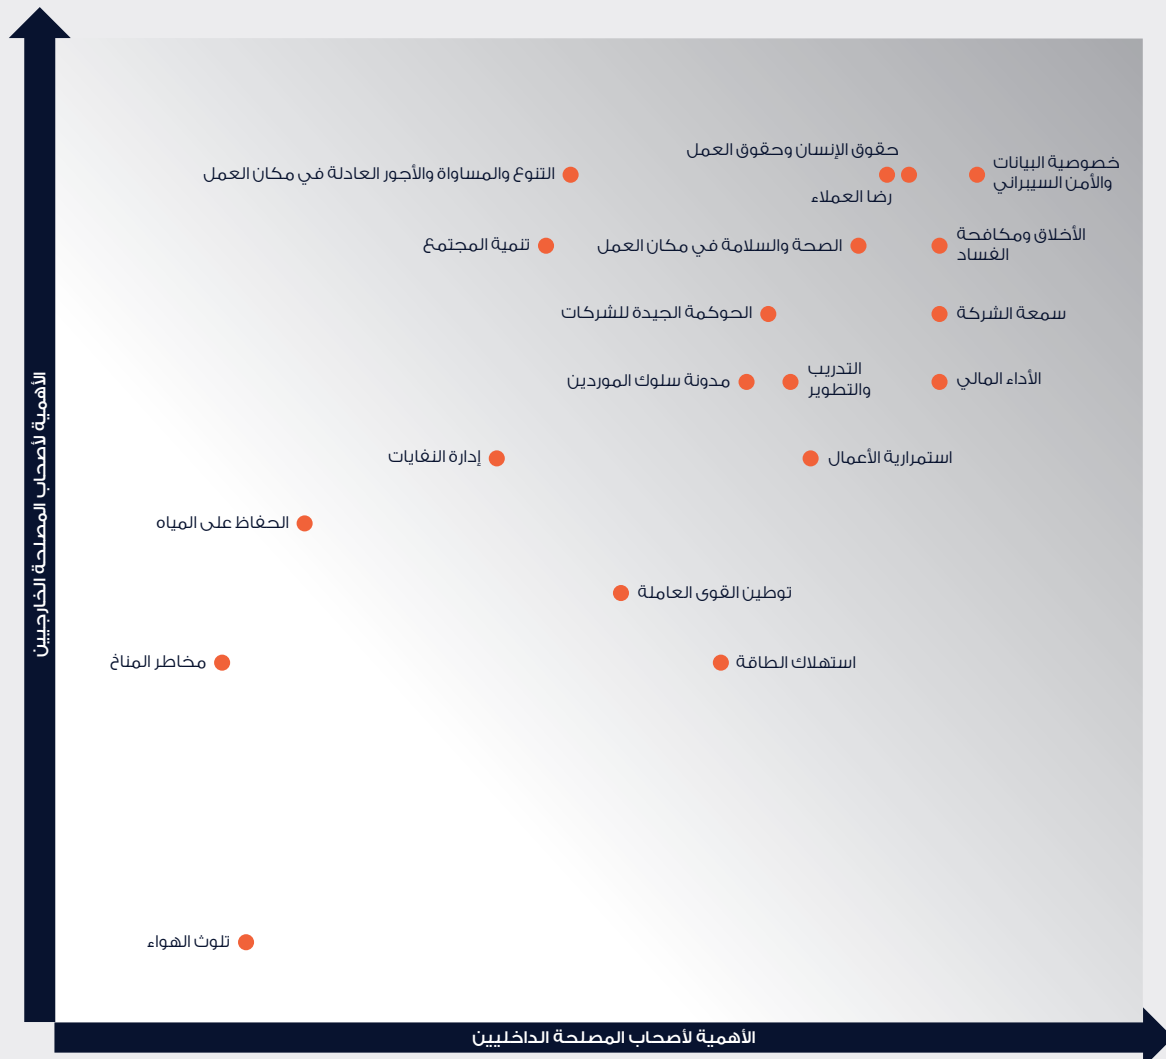 حقوق الإنسان وحقوق العمل
خصوصية البيانات
والأمن السيبراني
التنوع والمساواة والأجور العادلة في مكان العمل
رضا العملاء
الأخلاق ومكافحة
الفساد
الصحة والسلامة في مكان العمل
تنمية المجتمع
سمعة الشركة
الحوكمة الجيدة للشركات
التدريب
والتطوير
الأداء المالي
مدونة سلوك الموردين
استمرارية الأعمال
إدارة النفايات
الحفاظ على المياه
توطين القوى العاملة
استهلاك الطاقة
مخاطر المناخ
تلوث الهواء
الأهمية لأصحاب المصلحة الخارجيين
الأهمية لأصحاب المصلحة الداخليين